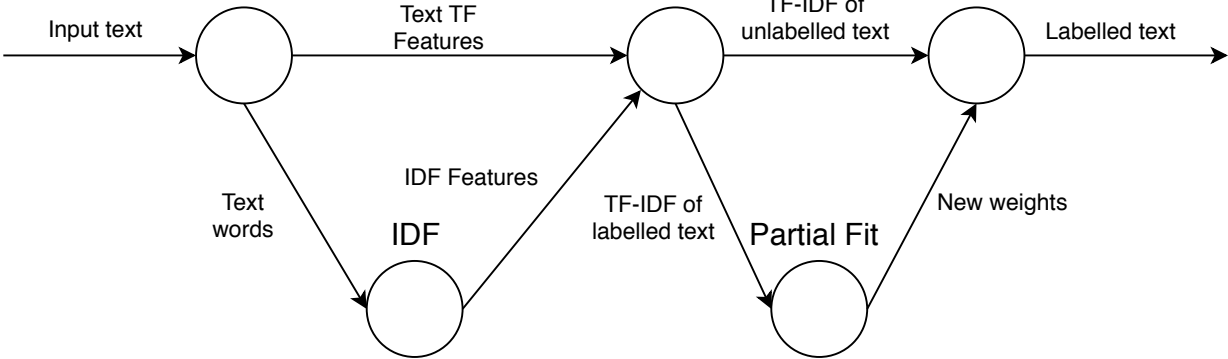 Input text
Text TF
Features
TF-IDF of
unlabelled text
Labelled text
Text
words
IDF Features
IDF
TF-IDF of
labelled text
Partial Fit
New weights